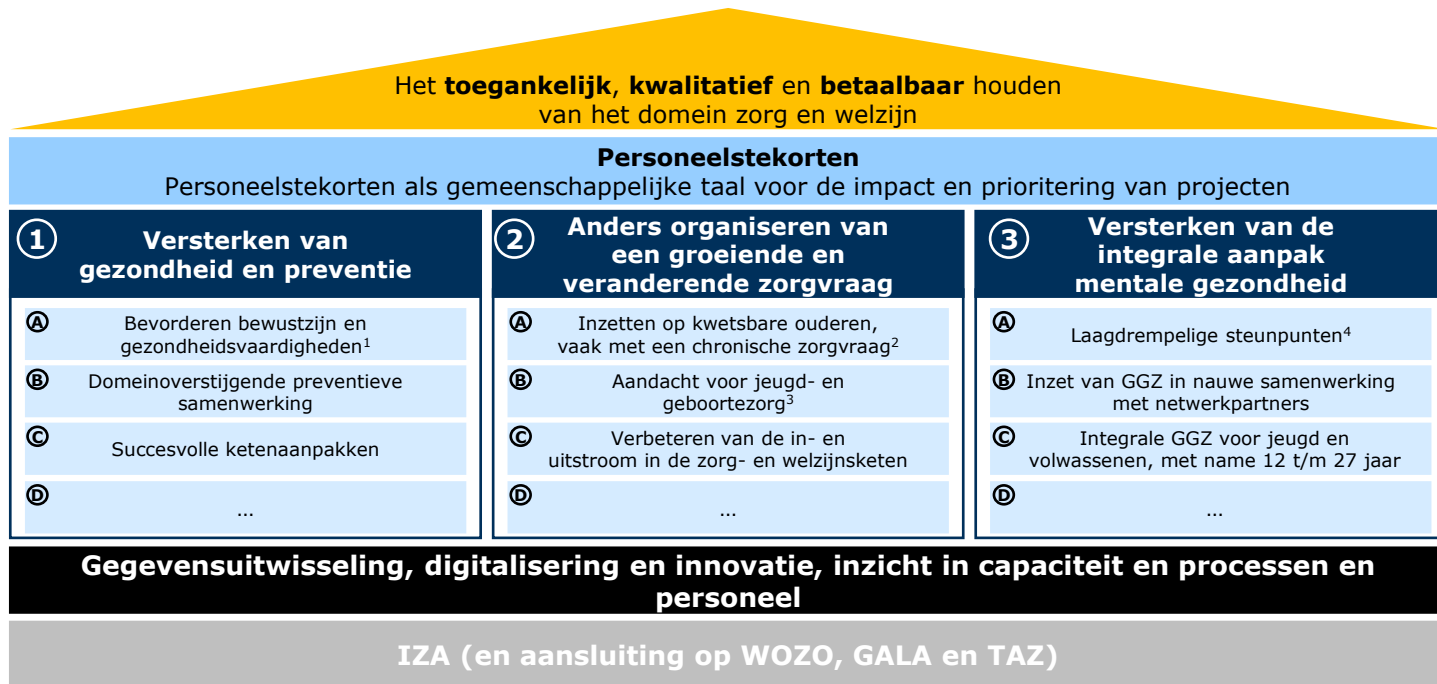 Het toegankelijk, kwalitatief en betaalbaar houden
van het domein zorg en welzijn
Personeelstekorten
Personeelstekorten als gemeenschappelijke taal voor de impact en prioritering van projecten
1
Versterken van
gezondheid en preventie
A
Bevorderen bewustzijn en
gezondheidsvaardigheden¹
B
Domeinoverstijgende preventieve
samenwerking
C
Succesvolle ketenaanpakken
D
...
2
Anders organiseren van
een groeiende en
veranderende zorgvraag
A
Inzetten op kwetsbare ouderen,
vaak met een chronische zorgvraag²
B
Aandacht voor jeugd- en
geboortezorg³
C
Verbeteren van de in- en
uitstroom in de zorg- en welzijnsketen
D
...
3
Versterken van de
integrale aanpak
mentale gezondheid
A
Laagdrempelige steunpunten⁴
B
Inzet van GGZ in nauwe samenwerking
met netwerkpartners
C
Integrale GGZ voor jeugd en
volwassenen, met name 12 t/m 27 jaar
D
...
Gegevensuitwisseling, digitalisering en innovatie, inzicht in capaciteit en processen en
personeel
IZA (en aansluiting op WOZO, GALA en TAZ)